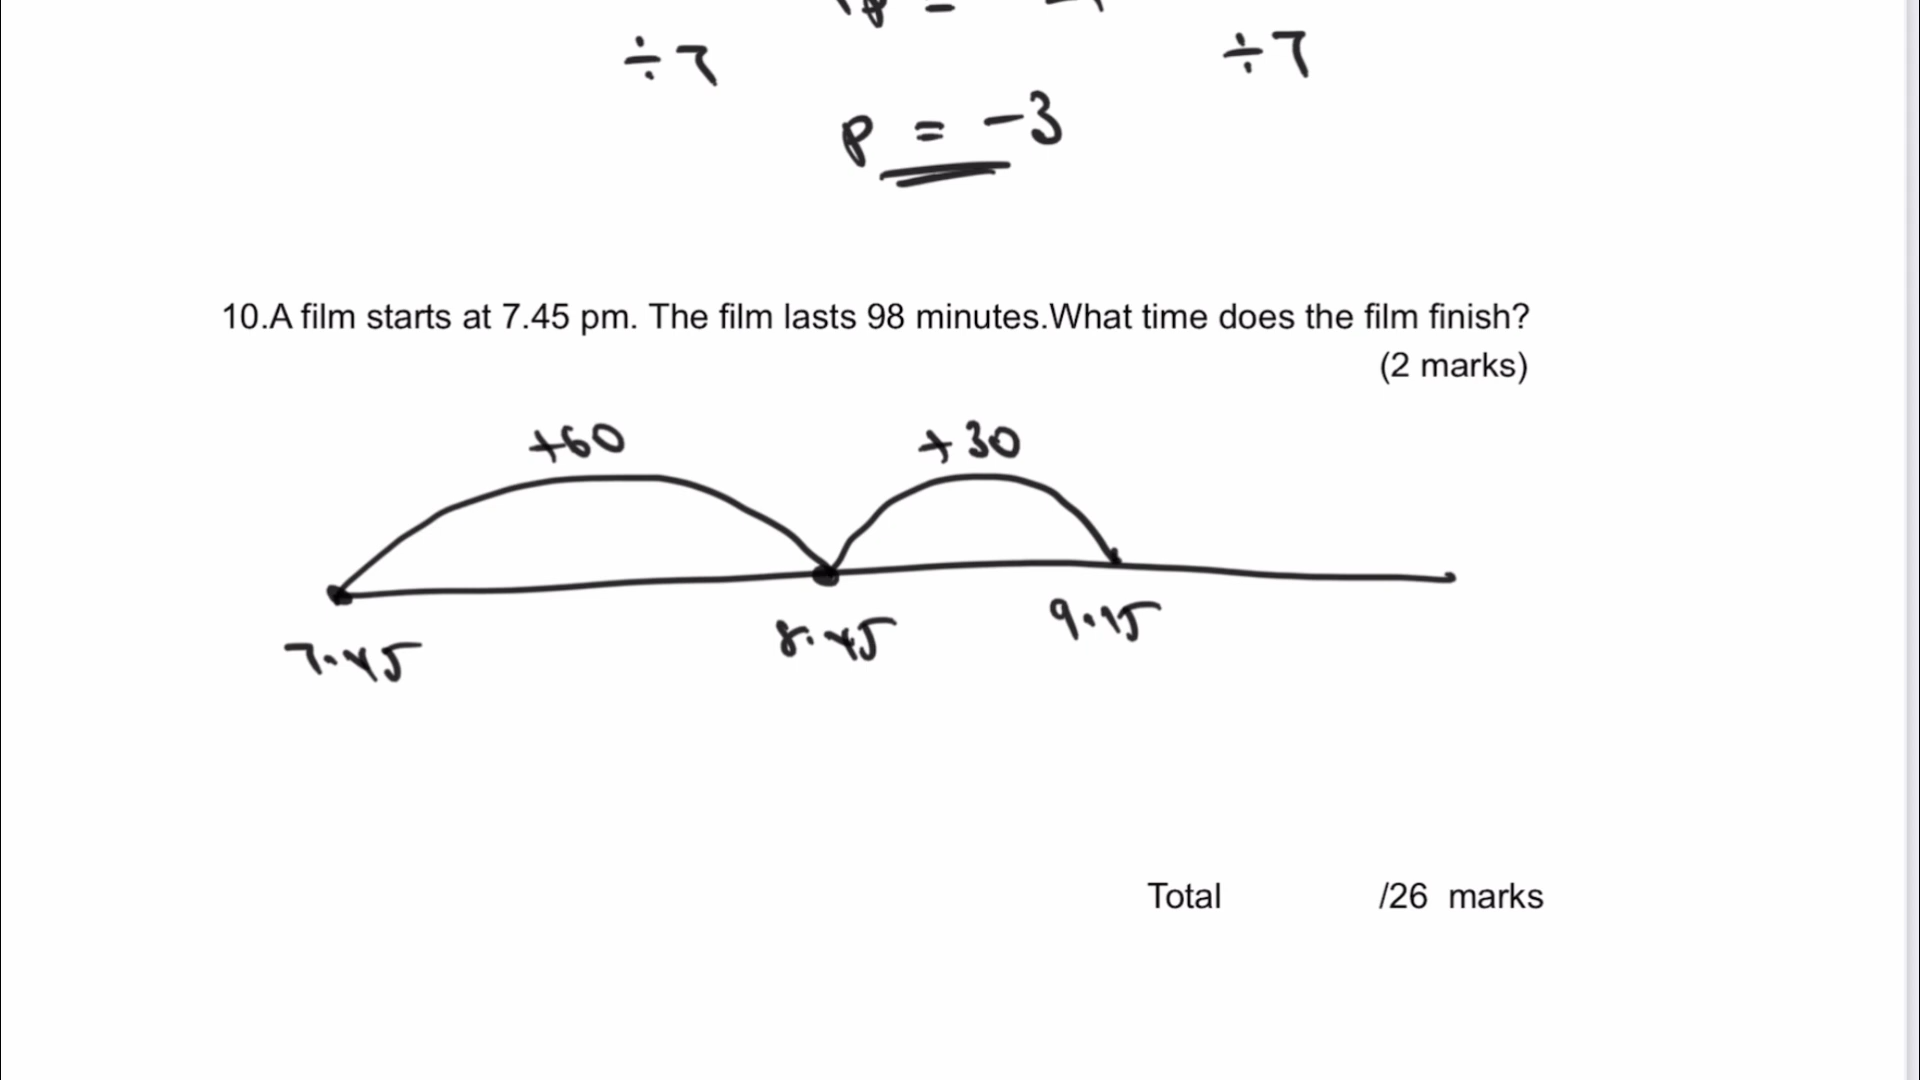 ÷7 ÷7
p = -3
10.A film starts at 7.45 pm. The film lasts 98 minutes.What time does the film finish?
(2 marks)
+60 +30
7.45 8.45 9.15
Total /26 marks